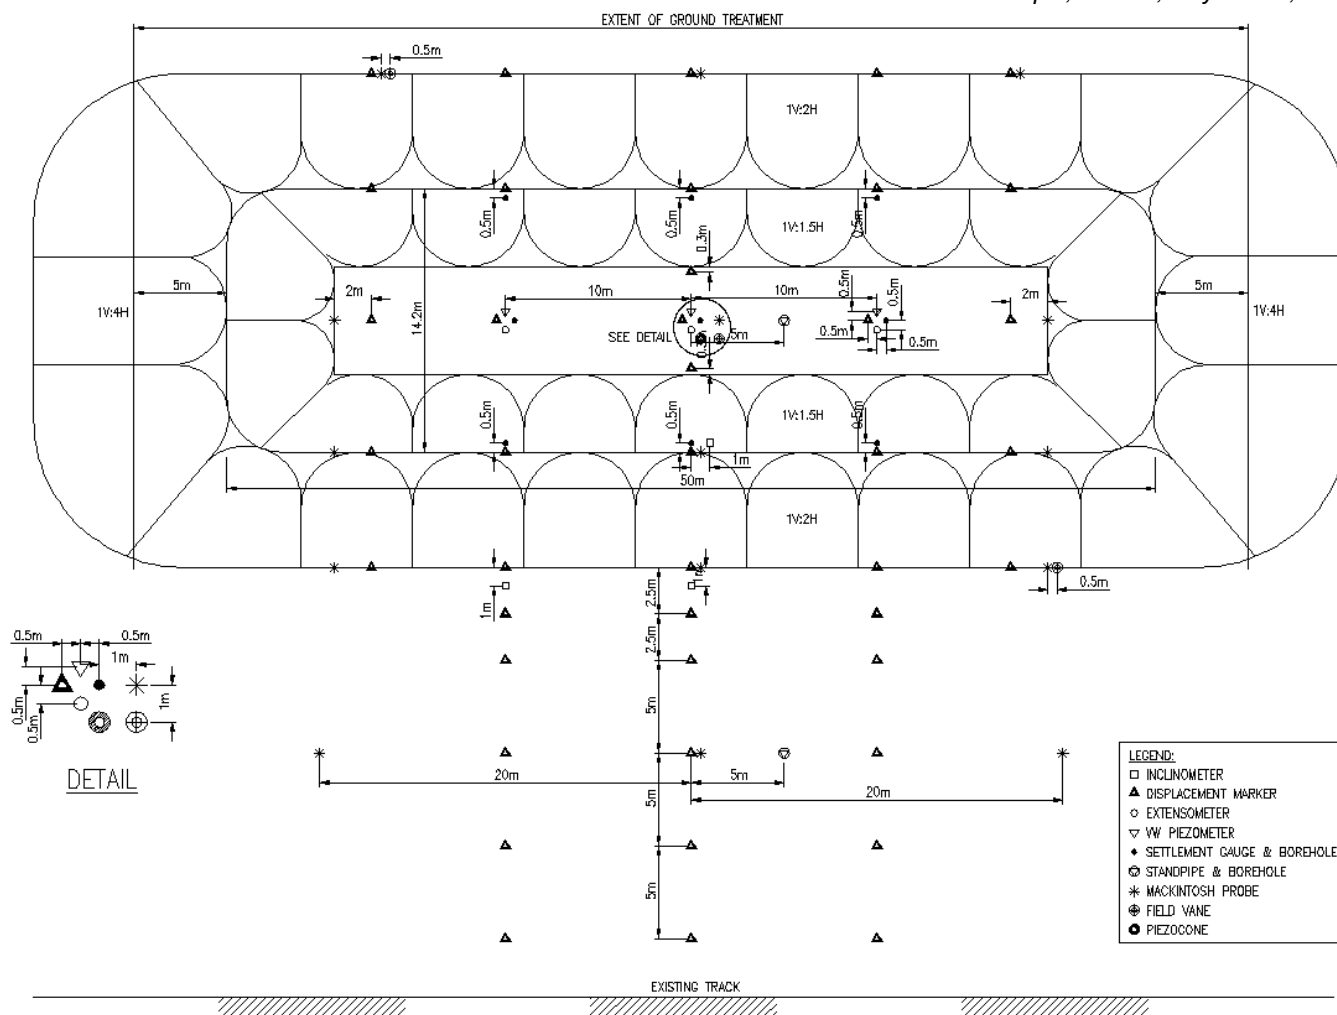 EXTENT OF GROUND TREATMENT
0.5m
1V:2H
0.5m
0.5m
0.5m
1V:1.5H
0.3m
5m
2m
10m
10m
0.5m
0.5m
2m
5m
1V:4H
14.2m
1V:4H
SEE DETAIL
5m
0.5m
0.5m
0.5m
0.5m
1V:1.5H
0.5m
1m
50m
1V:2H
1m
2.5m
0.5m
1m
2.5m
0.5m
0.5m
1m
0.5m
0.5m
1m
DETAIL
5m
20m
5m
20m
5m
5m
LEGEND:
INCLINOMETER
DISPLACEMENT MARKER
EXTENSOMETER
VW PIEZOMETER
SETTLEMENT GAUGE & BOREHOLE
STANDPIPE & BOREHOLE
MACKINTOSH PROBE
FIELD VANE
PIEZOCONE
EXISTING TRACK